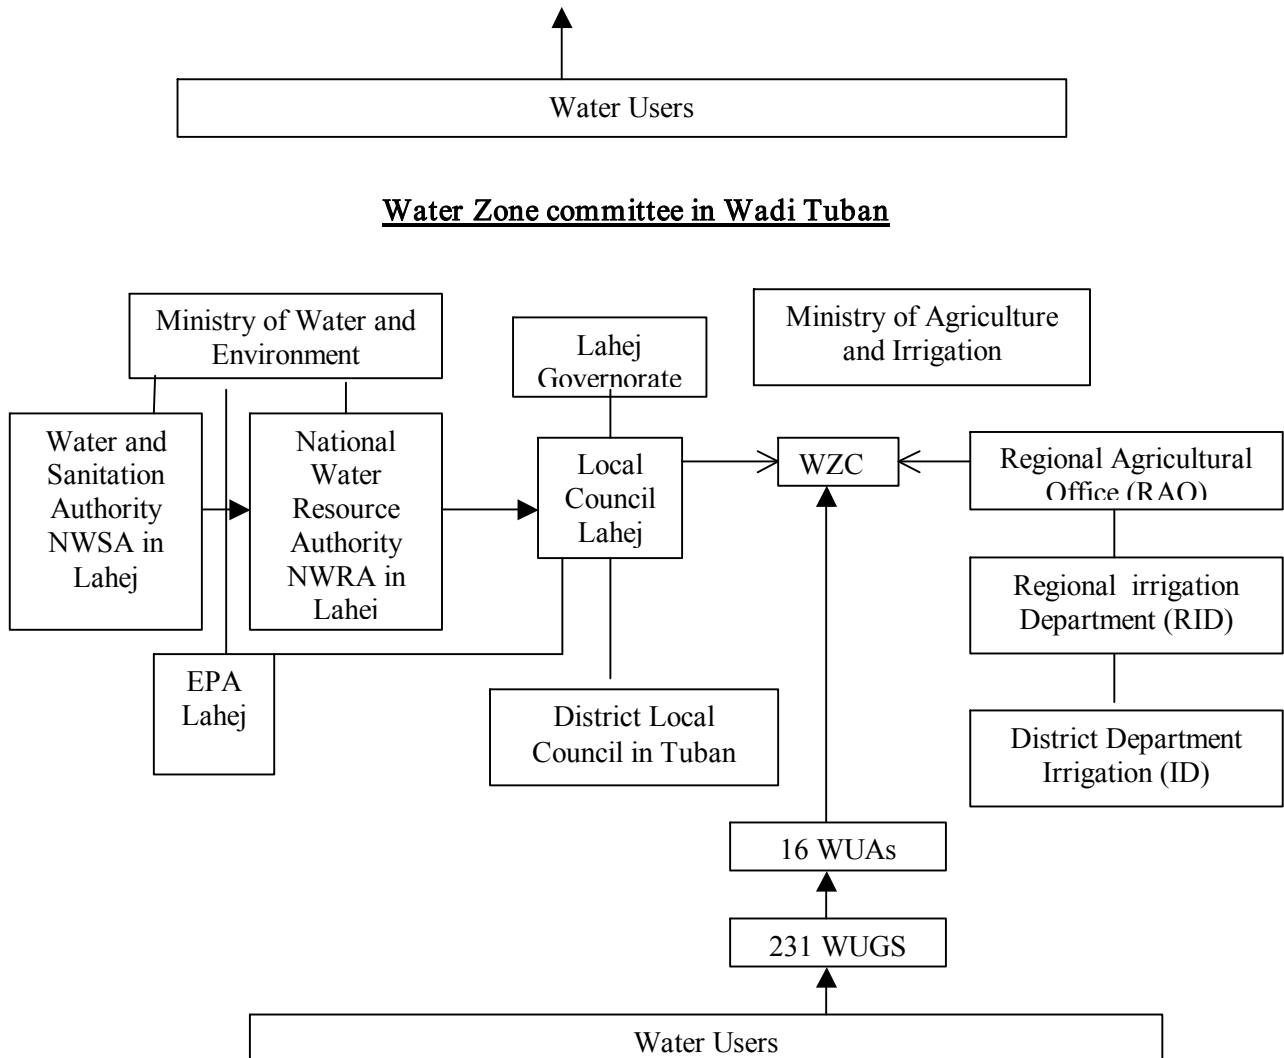 Water Users
Water Zone committee in Wadi Tuban
Ministry of Water and
Environment
Lahej
Governorate
Ministry of Agriculture
and Irrigation
Water and
Sanitation
Authority
NWSA in
Lahej
National
Water
Resource
Authority
NWRA in
Lahej
Local
Council
Lahej
WZC
Regional Agricultural
Office (RAO)
Regional irrigation
Department (RID)
EPA
Lahej
District Local
Council in Tuban
District Department
Irrigation (ID)
16 WUAs
231 WUGS
Water Users